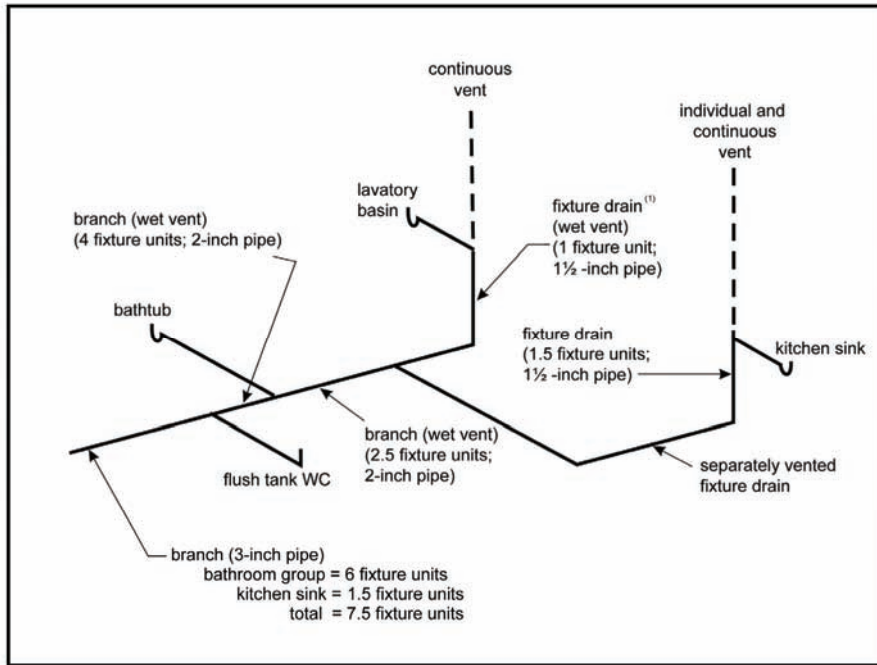 continuous
vent
individual and
continuous
vent
lavatory
basin
fixture drain (1)
(wet vent)
(1 fixture unit;
1½ -inch pipe)
branch (wet vent)
(4 fixture units; 2-inch pipe)
bathtub
fixture drain
(1.5 fixture units;
1½ -inch pipe)
kitchen sink
branch (wet vent)
(2.5 fixture units;
2-inch pipe)
flush tank WC
separately vented
fixture drain
branch (3-inch pipe)
bathroom group = 6 fixture units
kitchen sink = 1.5 fixture units
total = 7.5 fixture units